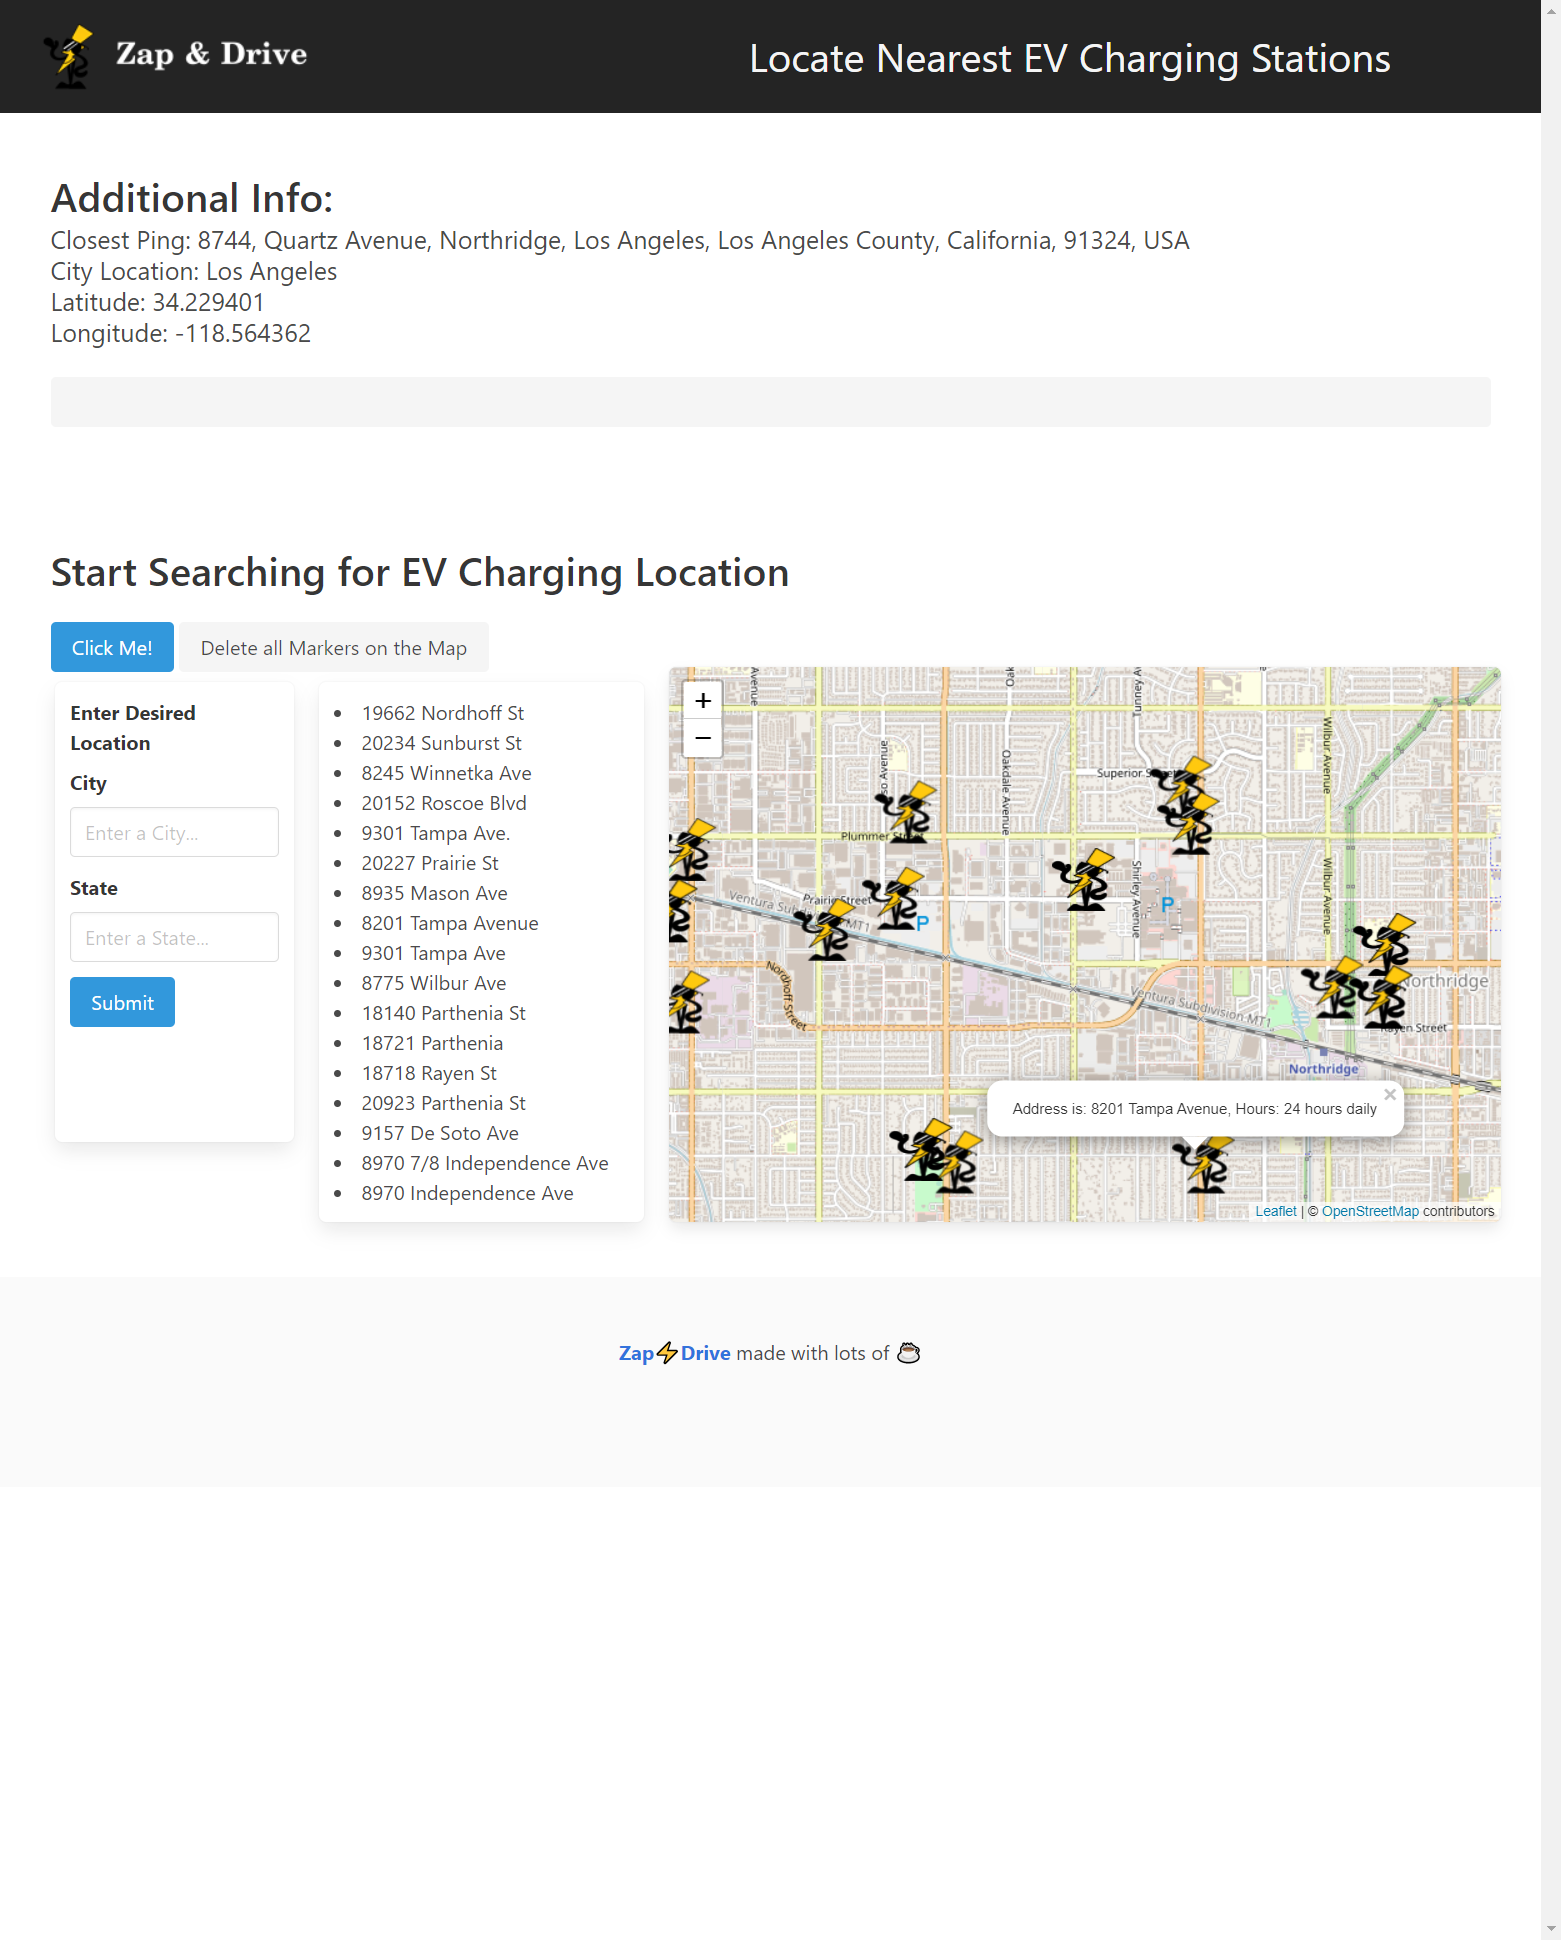 Zap & Drive
Locate Nearest EV Charging Stations
Additional Info:
Closest Ping: 8744, Quartz Avenue, Northridge, Los Angeles, Los Angeles County, California, 91324, USA
City Location: Los Angeles
Latitude: 34.229401
Longitude: -118.564362
Start Searching for EV Charging Location
Click Me!
Delete all Markers on the Map
Enter Desired
Location
City
Enter a City...
State
Enter a State...
Submit
19662 Nordhoff St
20234 Sunburst St
8245 Winnetka Ave
20152 Roscoe Blvd
9301 Tampa Ave.
20227 Prairie St
8935 Mason Ave
8201 Tampa Avenue
9301 Tampa Ave
8775 Wilbur Ave
18140 Parthenia St
18721 Parthenia
18718 Rayen St
20923 Parthenia St
9157 De Soto Ave
8970 7/8 Independence Ave
8970 Independence Ave
+
−
Avenue
Wilbur Avenue
Superior
Avenue
Oakdale Avenue
Plummer
Prairie Street
Shirley Avenue
Wilbur Avenue
P
P
MT1
Nordhoff Street
Ventura Subdivision MT1
Northridge
Street
Northridge
Address is: 8201 Tampa Avenue, Hours: 24 hours daily
×
Leaflet | © OpenStreetMap contributors
Zap⚡Drive made with lots of ☕